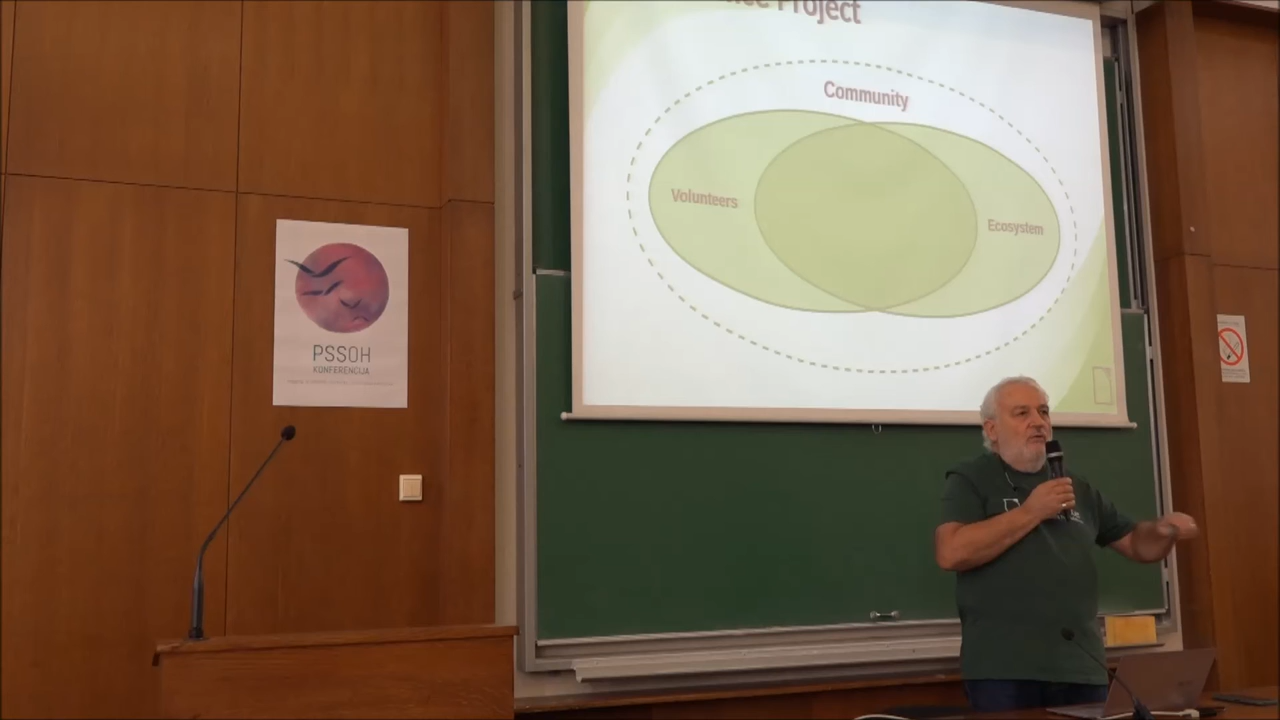 Project
Community
Volunteers
Ecosystem
PSSOH
KONFERENCIJA